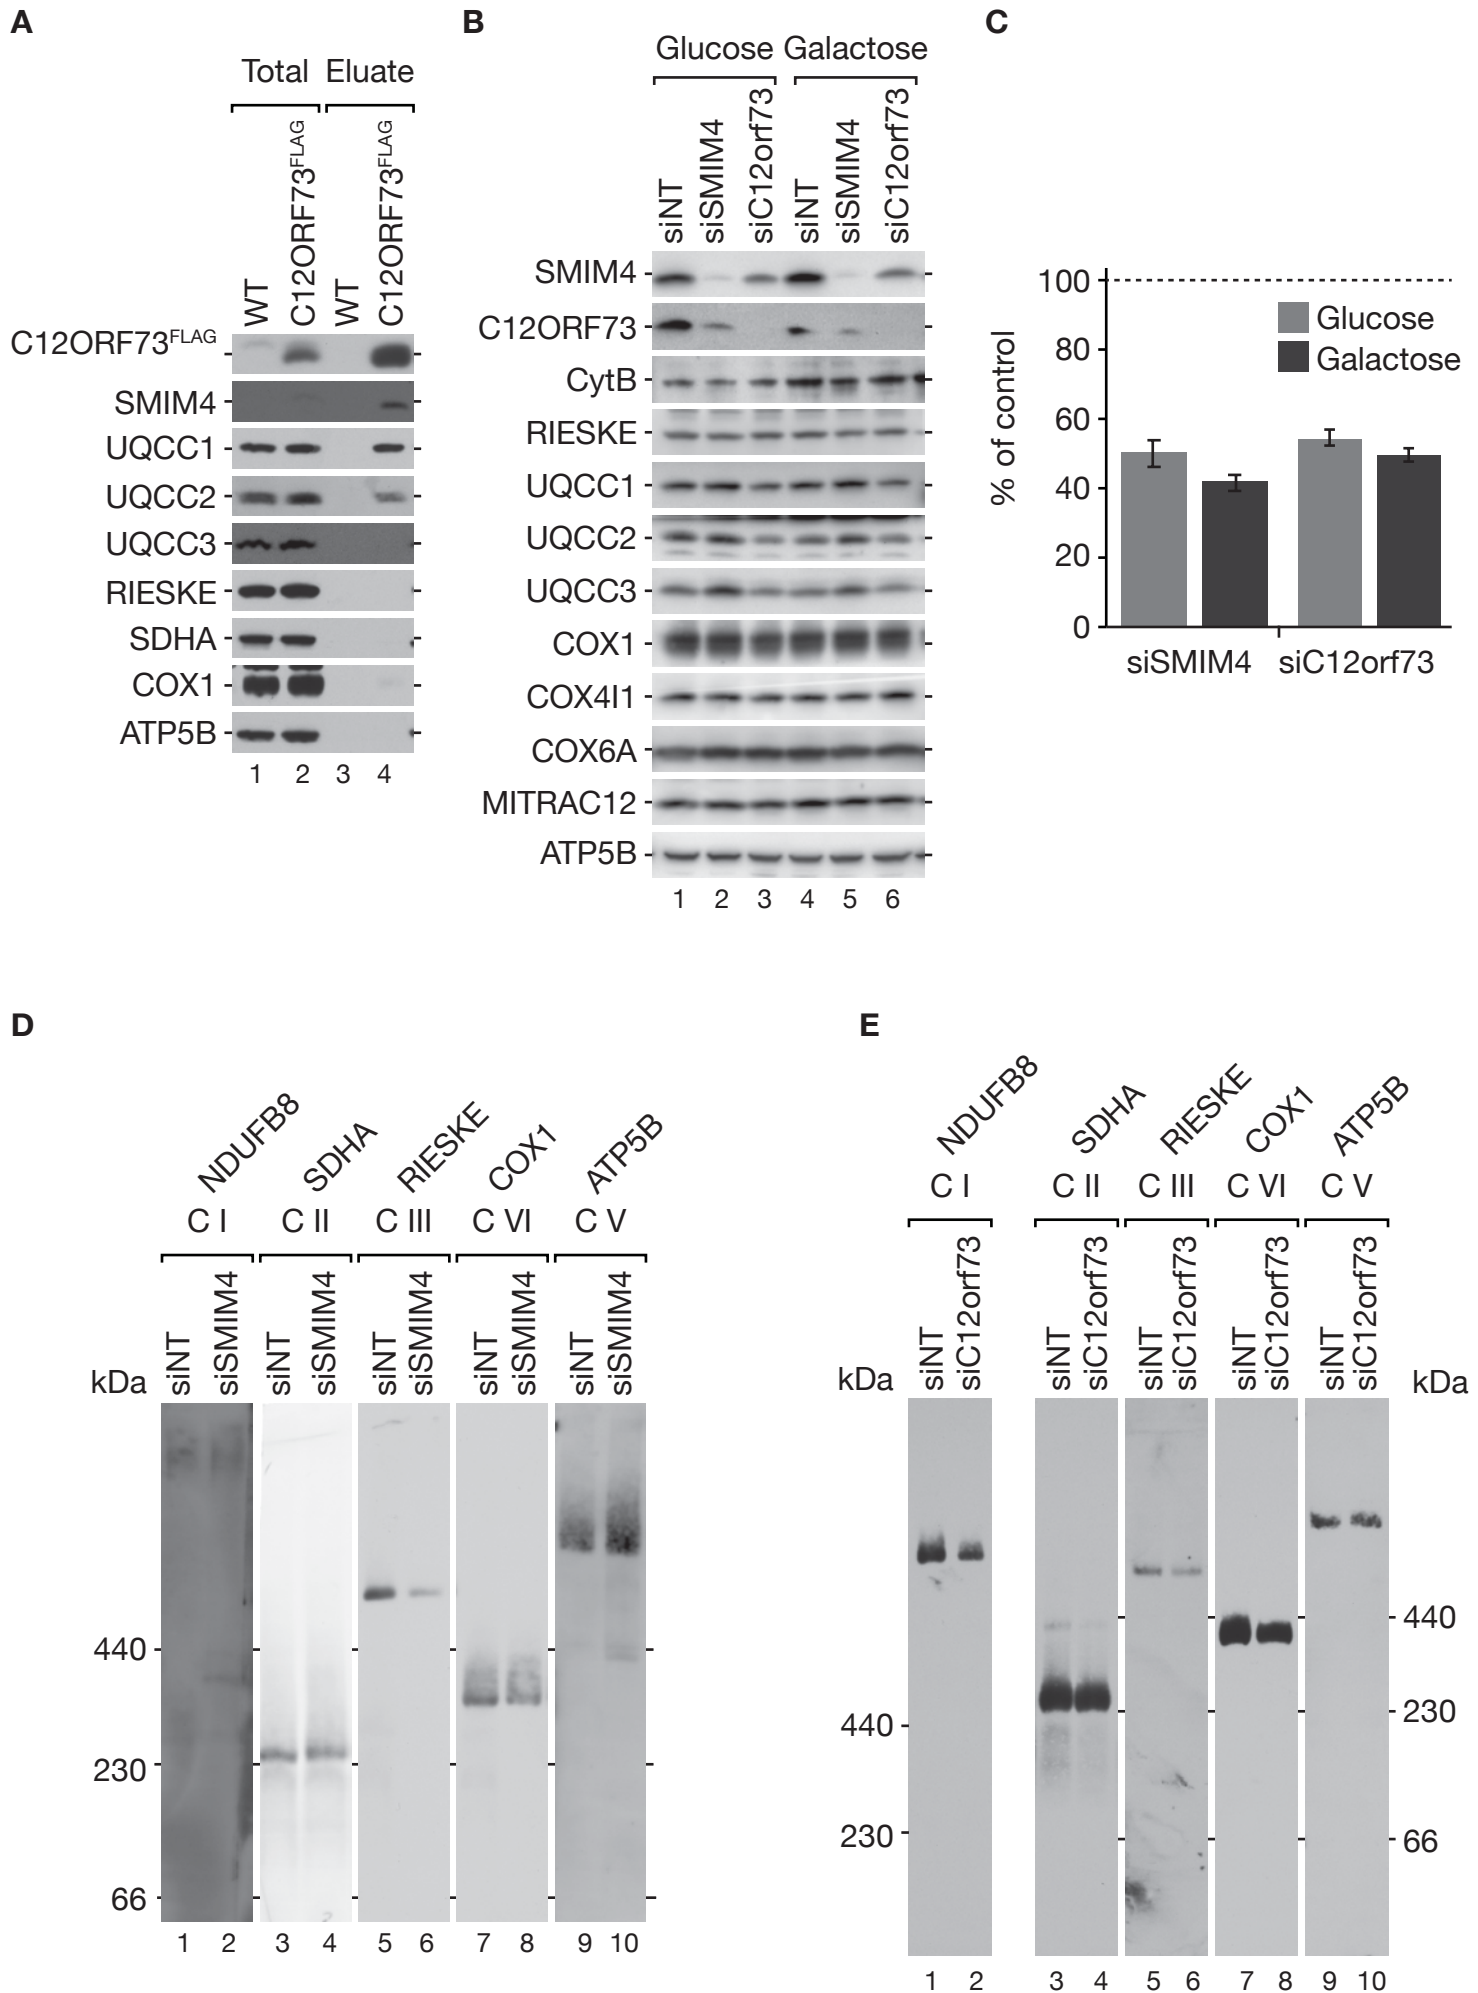 A
Total Eluate
WT
C12ORF73FLAG
WT
C12ORF73FLAG
C12ORF73FLAG
SMIM4
UQCC1
UQCC2
UQCC3
RIESKE
SDHA
COX1
ATP5B
1 2 3 4
B
Glucose Galactose
siNT
siSMIM4
siC12orf73
siNT
siSMIM4
siC12orf73
SMIM4
C12ORF73
CytB
RIESKE
UQCC1
UQCC2
UQCC3
COX1
COX4I1
COX6A
MITRAC12
ATP5B
1 2 3 4 5 6
C
% of control
100
80
60
40
20
0
Glucose
Galactose
siSMIM4 siC12orf73
D
NDUFB8
SDHA
RIESKE
COX1
ATP5B
C I C II C III C VI C V
kDa
siNT
siSMIM4
siNT
siSMIM4
siNT
siSMIM4
siNT
siSMIM4
siNT
siSMIM4
440
230
66
1 2 3 4 5 6 7 8 9 10
E
NDUFB8
SDHA
RIESKE
COX1
ATP5B
C I C II C III C VI C V
kDa
siNT
siC12orf73
siNT
siC12orf73
siNT
siC12orf73
siNT
siC12orf73
siNT
siC12orf73
kDa
440
230
440
230
66
1 2 3 4 5 6 7 8 9 10